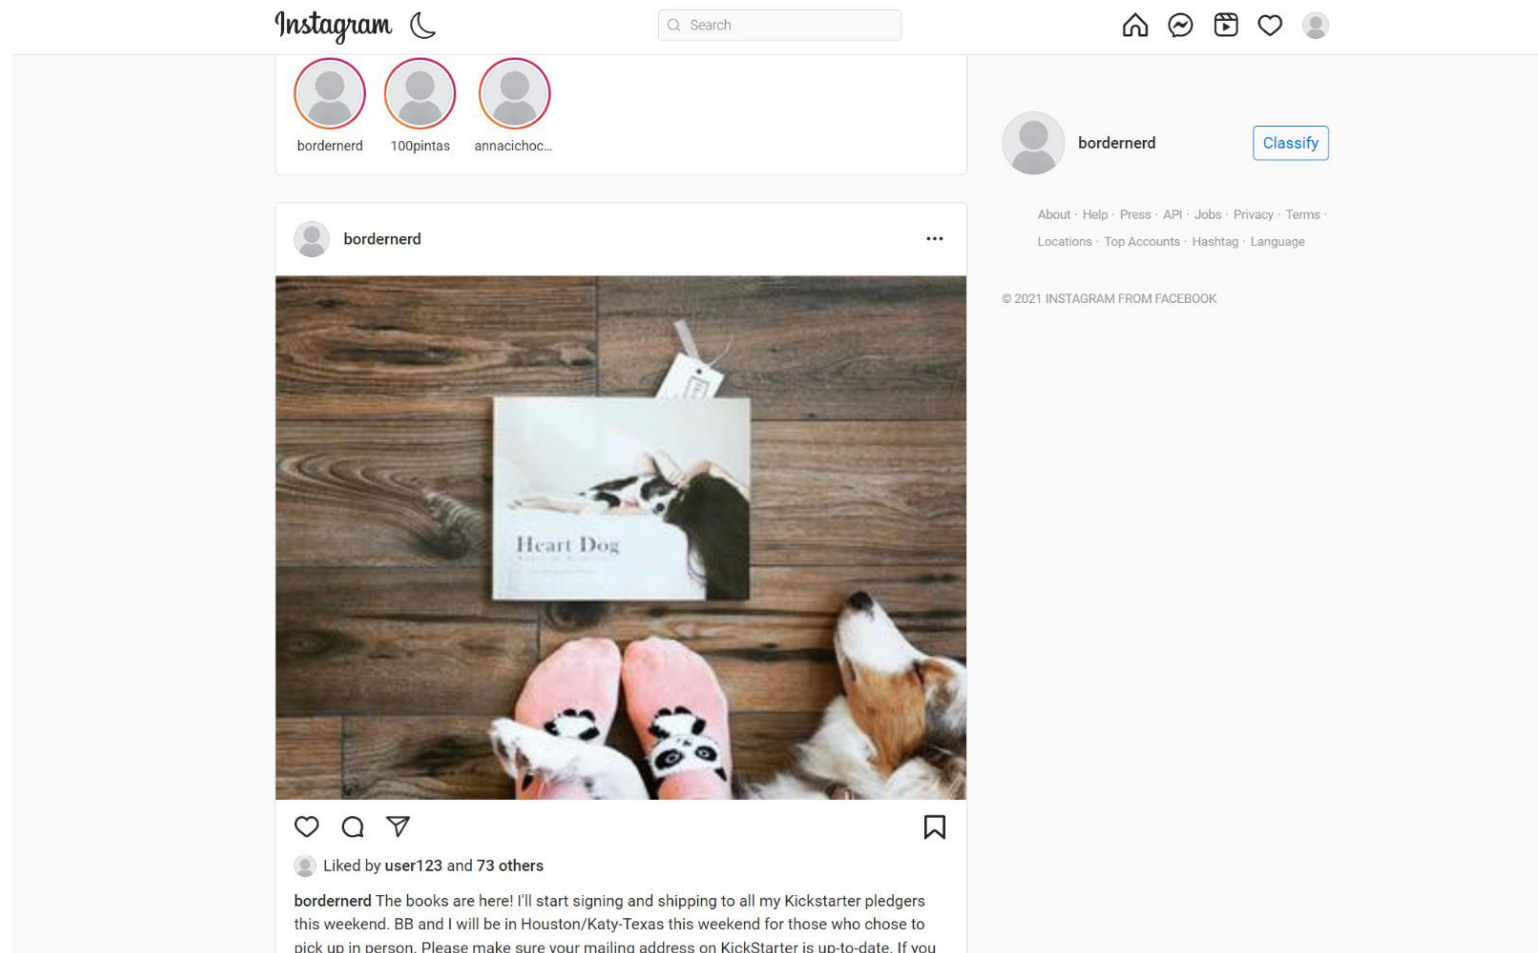 Instagram
Search
bordernerd
100pintas
annacichoc...
bordernerd
Classify
About · Help · Press · API · Jobs · Privacy · Terms ·
Locations · Top Accounts · Hashtag · Language
© 2021 INSTAGRAM FROM FACEBOOK
bordernerd
Heart Dog
Liked by user123 and 73 others
bordernerd The books are here! I'll start signing and shipping to all my Kickstarter pledgers
this weekend. BB and I will be in Houston/Katy-Texas this weekend for those who chose to
pick up in person. Please make sure your mailing address on KickStarter is up-to-date. If you